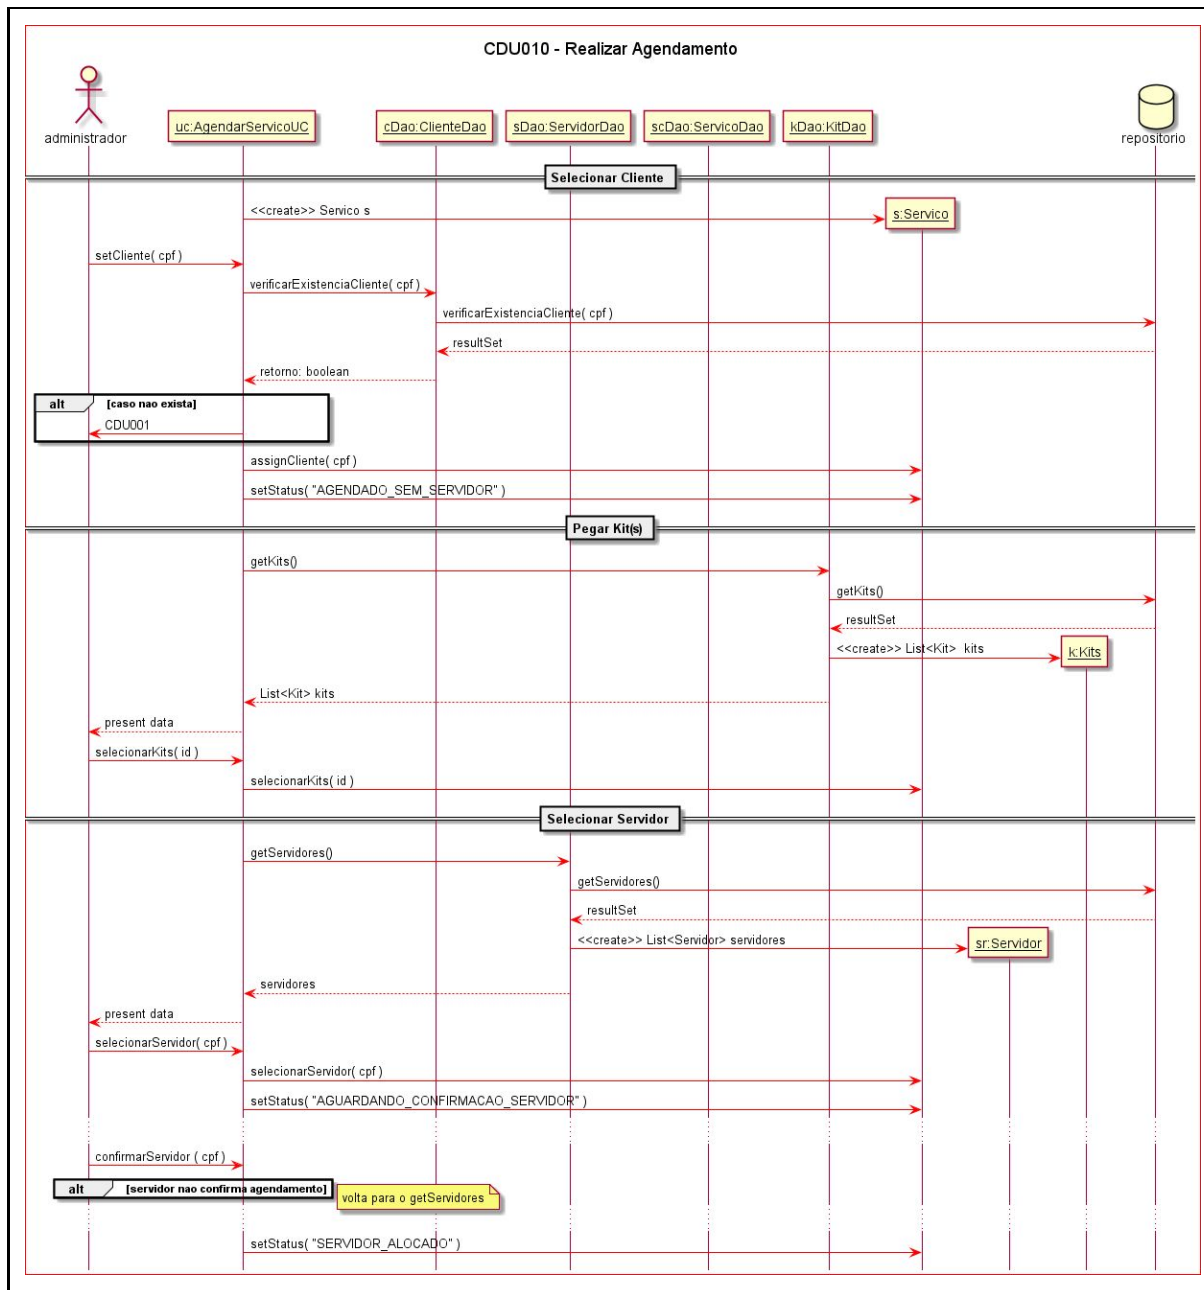 CDU010 - Realizar Agendamento
administrador
uc:AgendarServicoUC
cDao:ClienteDao
sDao:ServidorDao
scDao:ServicoDao
kDao:KitDao
repositorio
Selecionar Cliente
<<create>> Servico s
s:Servico
setCliente( cpf )
verificarExistenciaCliente( cpf )
verificarExistenciaCliente( cpf )
resultSet
retorno: boolean
alt [caso nao exista]
CDU001
assignCliente( cpf )
setStatus( "AGENDADO_SEM_SERVIDOR" )
Pegar Kit(s)
getKits()
getKits()
resultSet
<<create>> List<Kit> kits
k:Kits
List<Kit> kits
present data
selecionarKits( id )
selecionarKits( id )
Selecionar Servidor
getServidores()
getServidores()
resultSet
<<create>> List<Servidor> servidores
sr:Servidor
servidores
present data
selecionarServidor( cpf )
selecionarServidor( cpf )
setStatus( "AGUARDANDO_CONFIRMACAO_SERVIDOR" )
confirmarServidor ( cpf )
alt [servidor nao confirma agendamento]
volta para o getServidores
setStatus( "SERVIDOR_ALOCADO" )